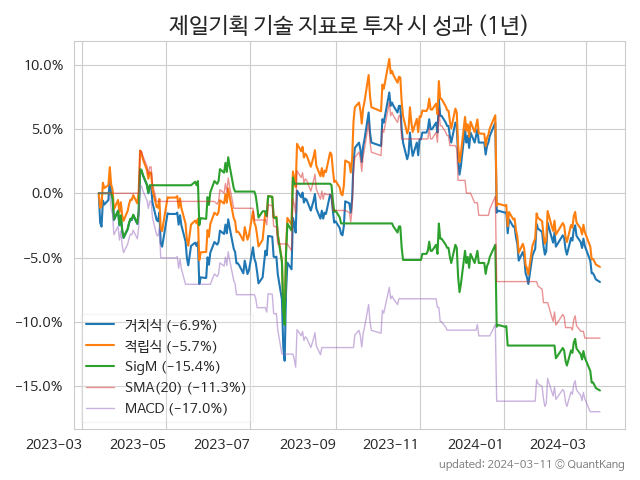 제일기획 기술 지표로 투자 시 성과 (1년)
10.0%
5.0%
0.0%
−5.0%
−10.0%
−15.0%
거치식 (−6.9%)
적립식 (−5.7%)
SigM (−15.4%)
SMA(20) (−11.3%)
MACD (−17.0%)
2023−03 2023−05 2023−07 2023−09 2023−11 2024−01 2024−03
updated: 2024−03−11 ⓒ QuantKang